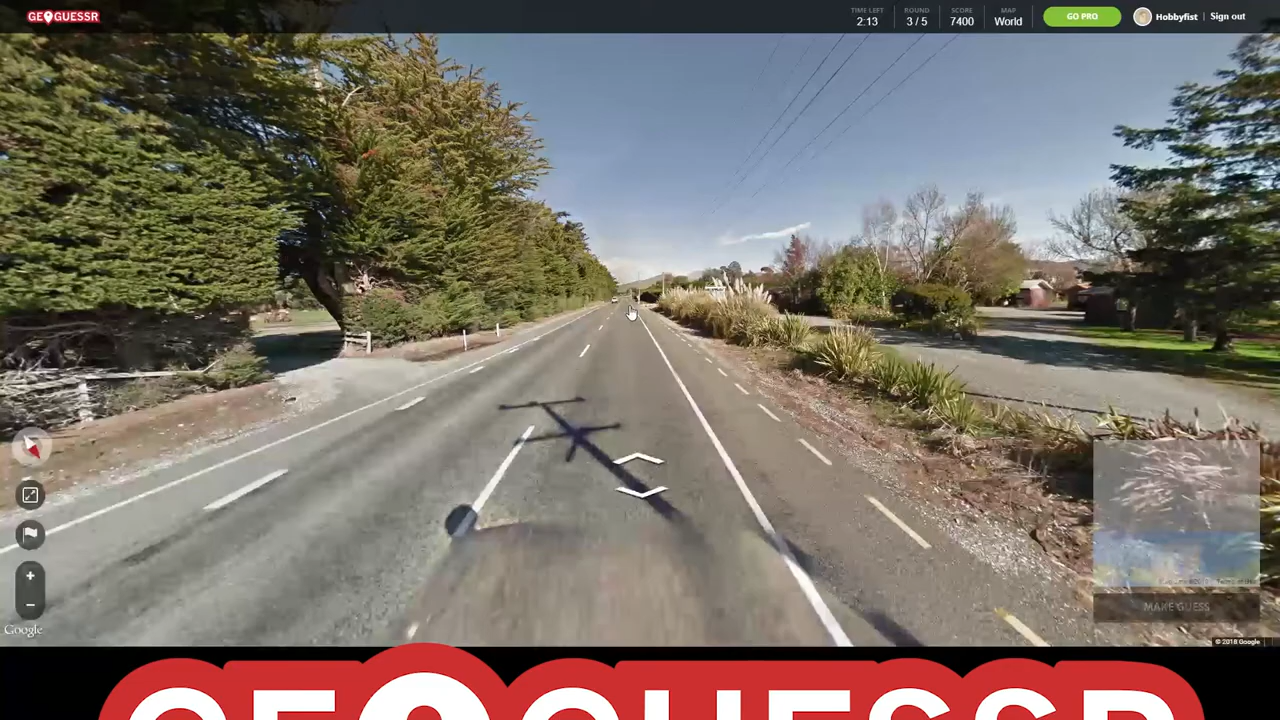 GEOGUESSR
TIME LEFT
2:13
ROUND
3 / 5
SCORE
7400
MAP
World
GO PRO
Hobbyfist
Sign out
MAKE GUESS
Google
© 2018 Google
GEOGUESSR